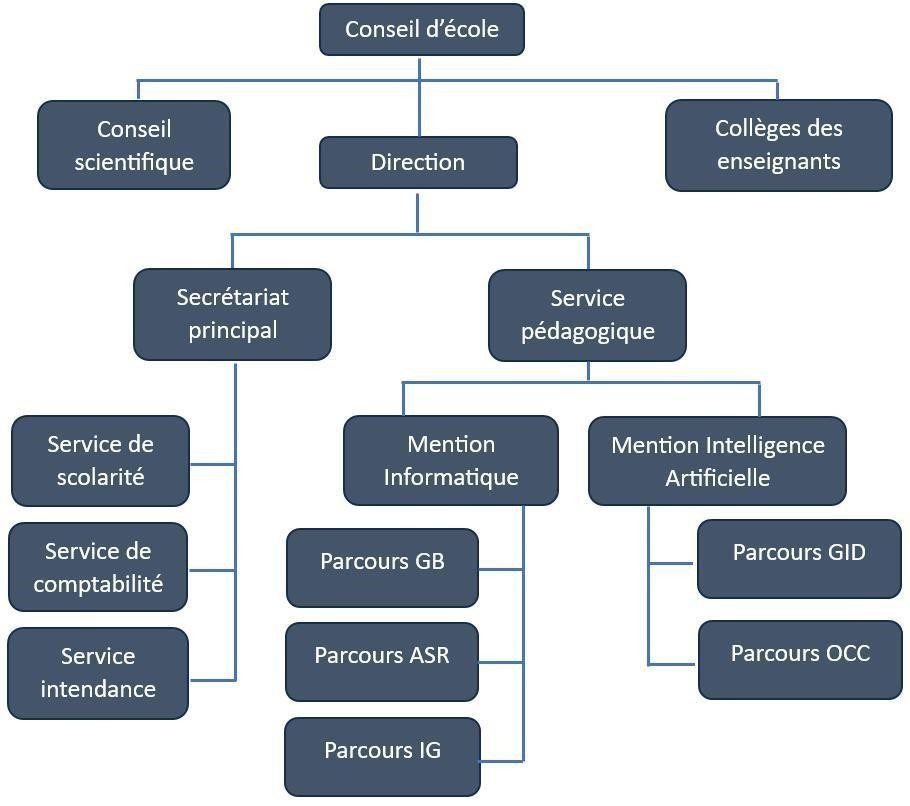 Conseil d’école
Conseil
scientifique
Direction
Collèges des
enseignants
Secrétariat
principal
Service
pédagogique
Service de
scolarité
Service de
comptabilité
Service
intendance
Mention
Informatique
Parcours GB
Parcours ASR
Parcours IG
Mention Intelligence
Artificielle
Parcours GID
Parcours OCC